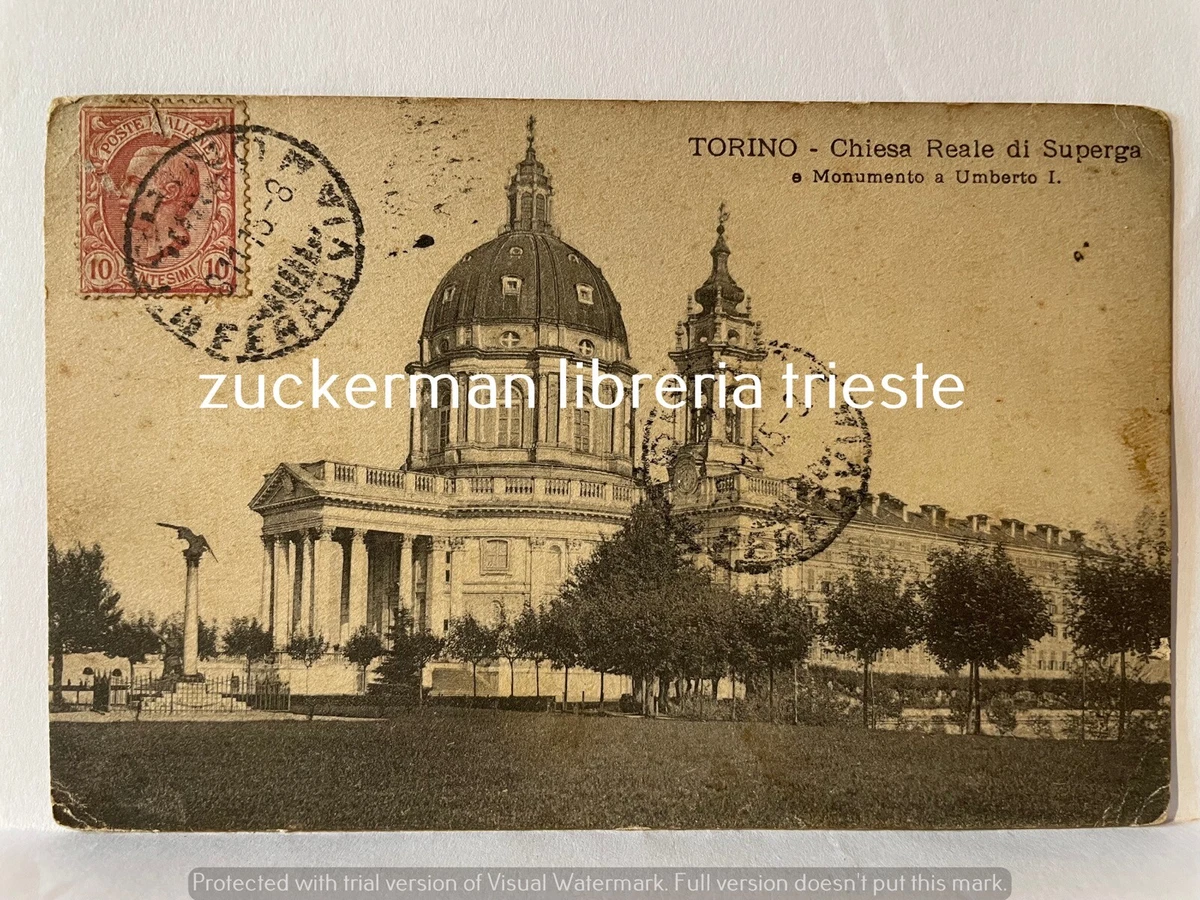 POSTE ITALIANE
10 CENTESIMI 10
TORINO - Chiesa Reale di Superga
e Monumento a Umberto I.
zuckerman libreria trieste
Protected with trial version of Visual Watermark. Full version doesn't put this mark.